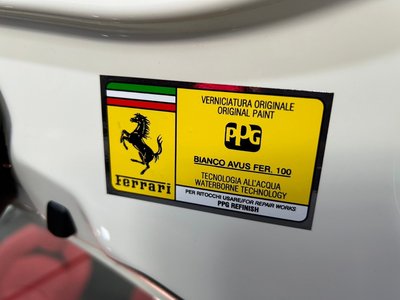 VERNICIATURA ORIGINALE
ORIGINAL PAINT
PPG
BIANCO AVUS FER. 100
TECNOLOGIA ALL'ACQUA
WATERBORNE TECHNOLOGY
PER RITOCCHI USARE/FOR REPAIR WORKS
PPG REFINISH
Ferrari